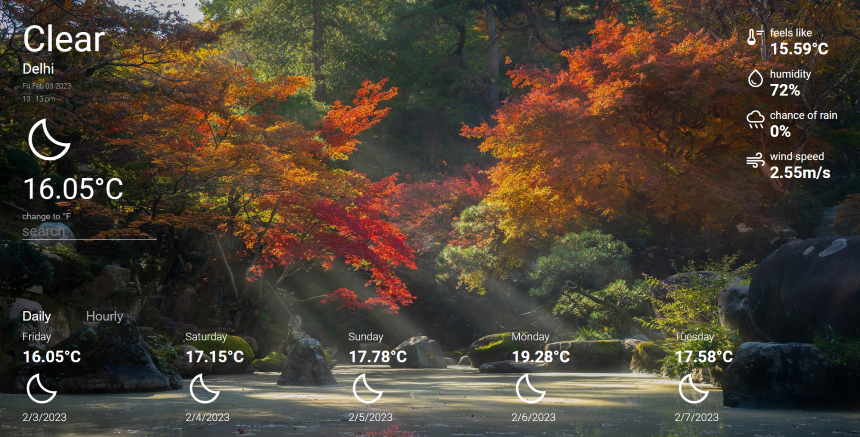 Clear
Delhi
Fri Feb 03 2023
10 : 13 pm
16.05°C
change to °F
search
feels like
15.59°C
humidity
72%
chance of rain
0%
wind speed
2.55m/s
Daily Hourly
Friday Saturday Sunday Monday Tuesday
16.05°C 17.15°C 17.78°C 19.28°C 17.58°C
2/3/2023 2/4/2023 2/5/2023 2/6/2023 2/7/2023